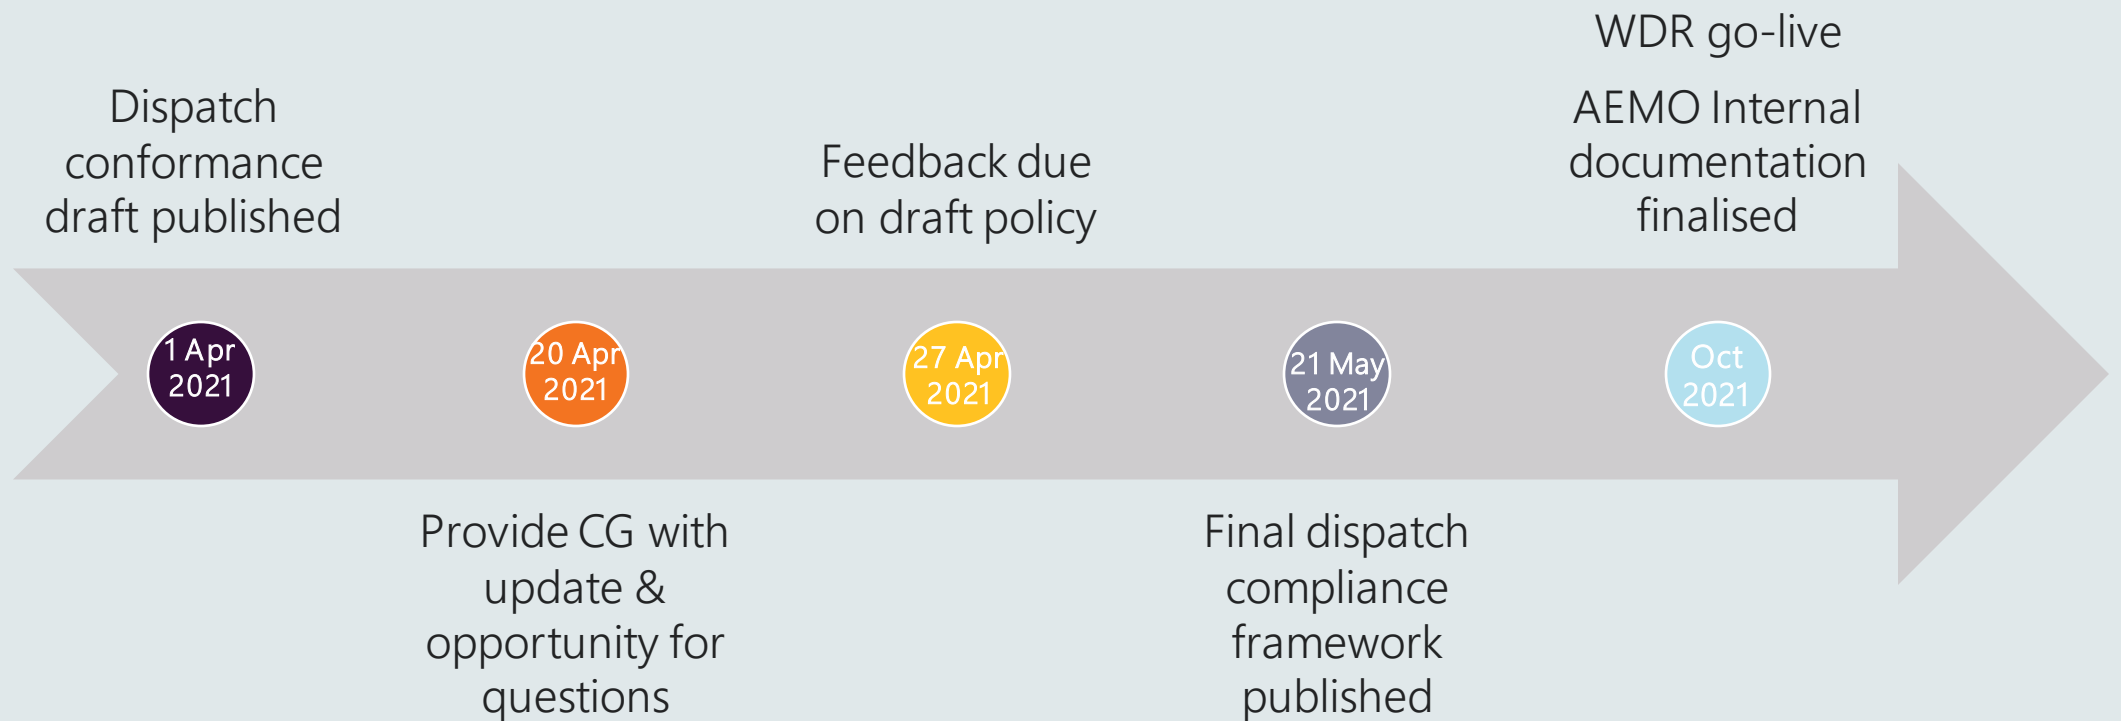 Dispatch
conformance
draft published
Feedback due
on draft policy
WDR go-live
AEMO Internal
documentation
finalised
1 Apr
2021
20 Apr
2021
27 Apr
2021
21 May
2021
Oct
2021
Provide CG with
update &
opportunity for
questions
Final dispatch
compliance
framework
published